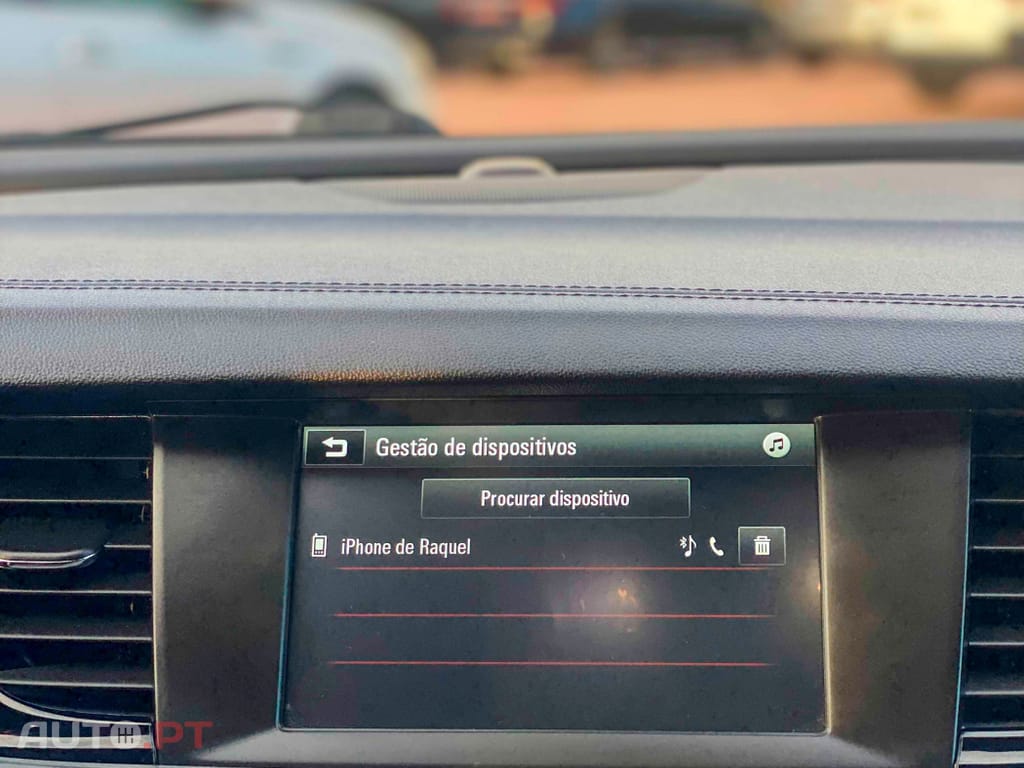 Gestão de dispositivos
Procurar dispositivo
iPhone de Raquel
AUTO.PT